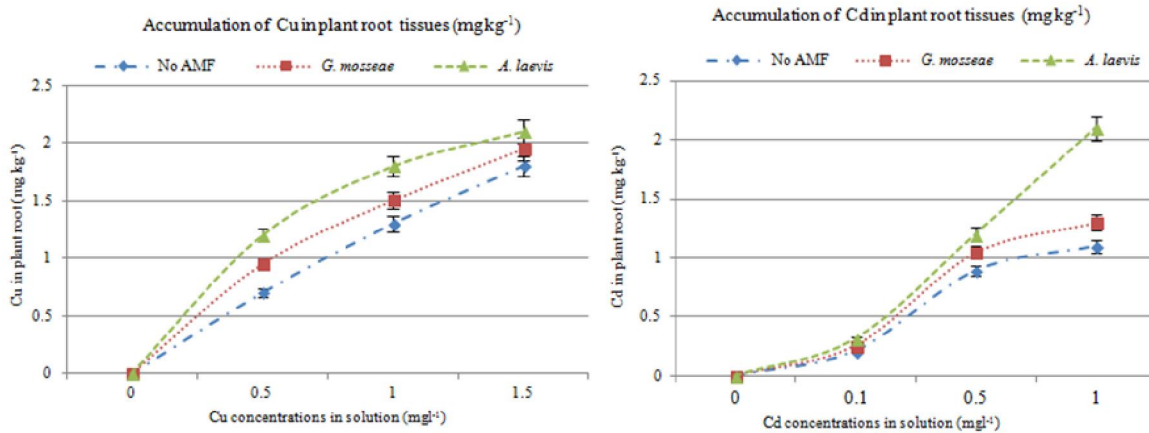 Accumulation of Cu in plant root tissues (mg kg-1)
No AMF G. mosseae A. laevis
2.5
2
1.5
1
0.5
0
Cu in plant root (mg kg-1)
0 0.5 1 1.5
Cu concentrations in solution (mgl-1)
Accumulation of Cd in plant root tissues (mg kg-1)
No AMF G. mosseae A. laevis
2.5
2
1.5
1
0.5
0
Cd in plant root (mg kg-1)
0 0.1 0.5 1
Cd concentrations in solution (mgl-1)